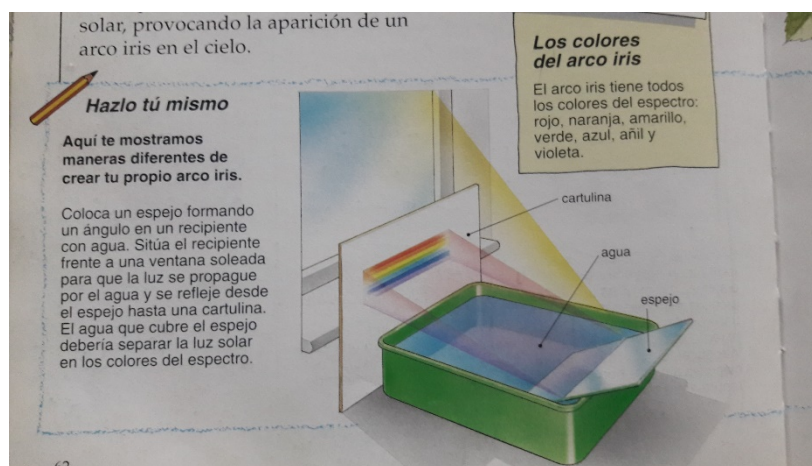 solar, provocando la aparición de un
arco iris en el cielo.
Los colores
del arco iris
El arco iris tiene todos
los colores del espectro:
rojo, naranja, amarillo,
verde, azul, añil y
violeta.
Hazlo tú mismo
Aquí te mostramos
maneras diferentes de
crear tu propio arco iris.
Coloca un espejo formando
un ángulo en un recipiente
con agua. Sitúa el recipiente
frente a una ventana soleada
para que la luz se propague
por el agua y se refleje desde
el espejo hasta una cartulina.
El agua que cubre el espejo
debería separar la luz solar
en los colores del espectro.
cartulina
agua
espejo